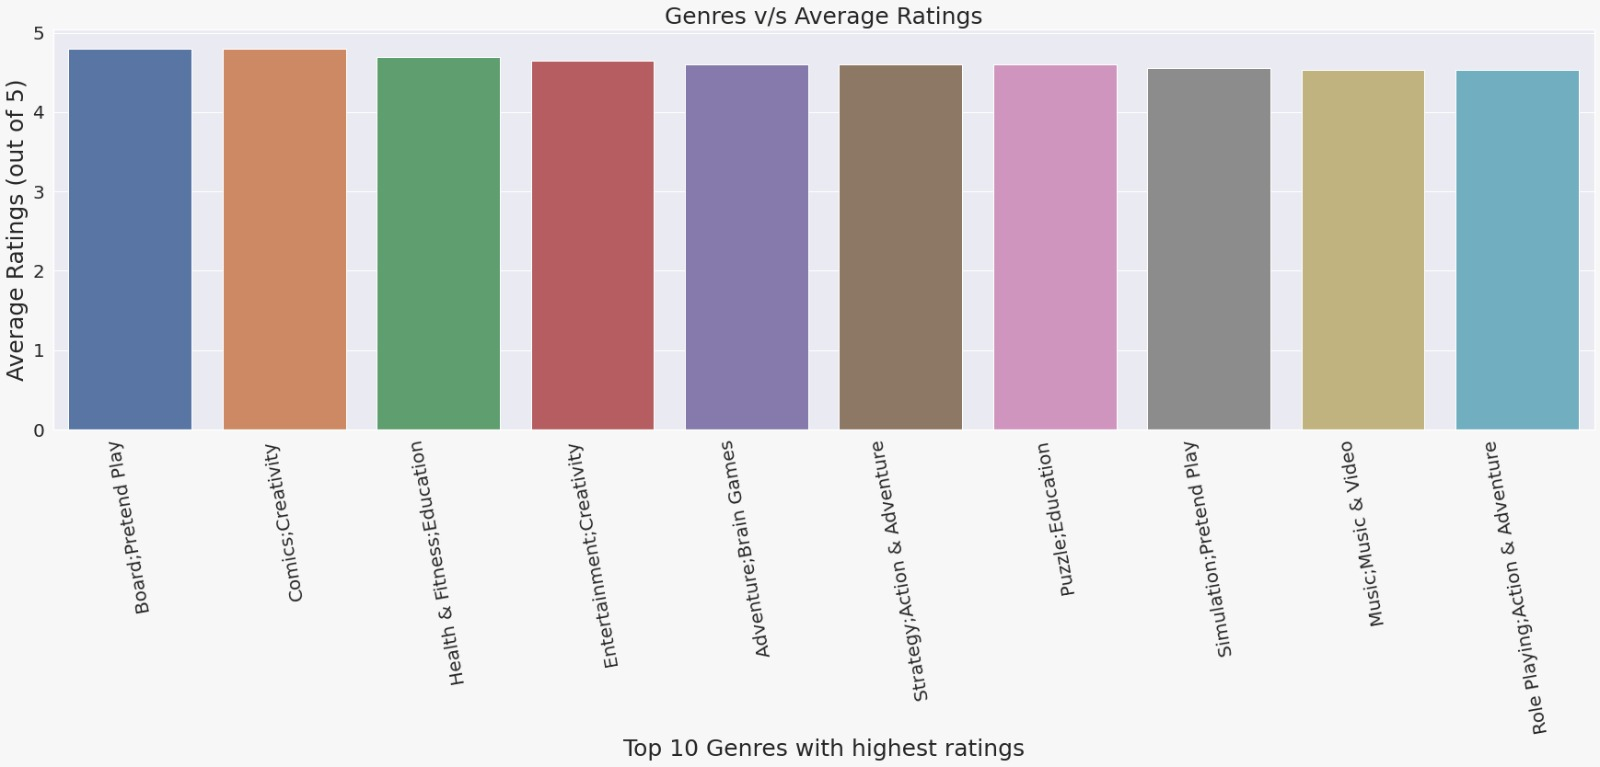 Genres v/s Average Ratings
Average Ratings (out of 5)
5
4
3
2
1
0
Board;Pretend Play
Comics;Creativity
Health & Fitness;Education
Entertainment;Creativity
Adventure;Brain Games
Strategy;Action & Adventure
Puzzle;Education
Simulation;Pretend Play
Music;Music & Video
Role Playing;Action & Adventure
Top 10 Genres with highest ratings